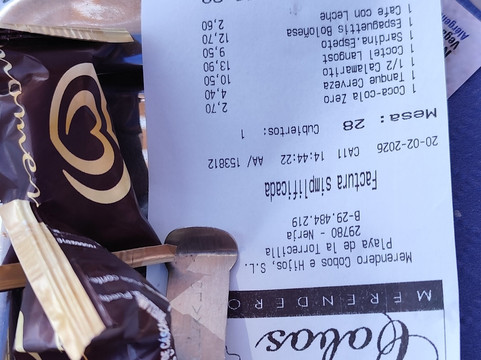 MERENDERO
Merendero Cobos e Hijos, S.L.
Playa de la Torrecilla
29780 - Nerja
B-29.484.219
Factura simplificada
20-02-2026 CA11 14:44:22 AA/ 153812
Mesa: 28 Cubiertos: 1
1 Coca-cola Zero 2,70
1 Tanque Cerveza 4,40
1 1/2 Calamarito 10,50
1 Coctel Langost 13,90
1 Sardina.Espeto 9,50
1 Espaguettis Boloñesa 12,70
1 Cafe con Leche 2,60